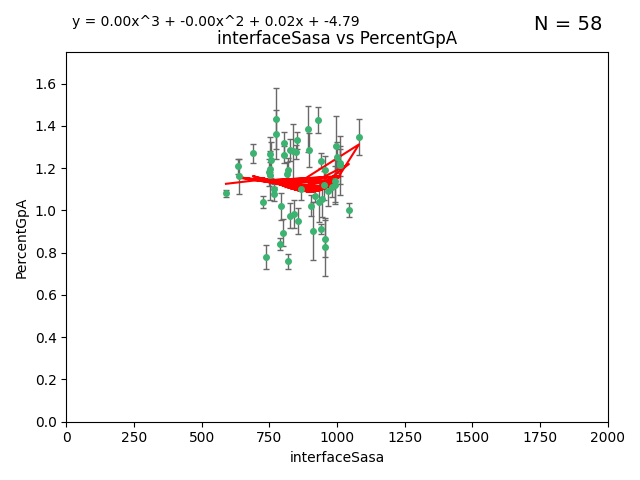 y = 0.00x^3 + -0.00x^2 + 0.02x + -4.79
N = 58
interfaceSasa vs PercentGpA
PercentGpA
1.6
1.4
1.2
1.0
0.8
0.6
0.4
0.2
0.0
0 250 500 750 1000 1250 1500 1750 2000
interfaceSasa